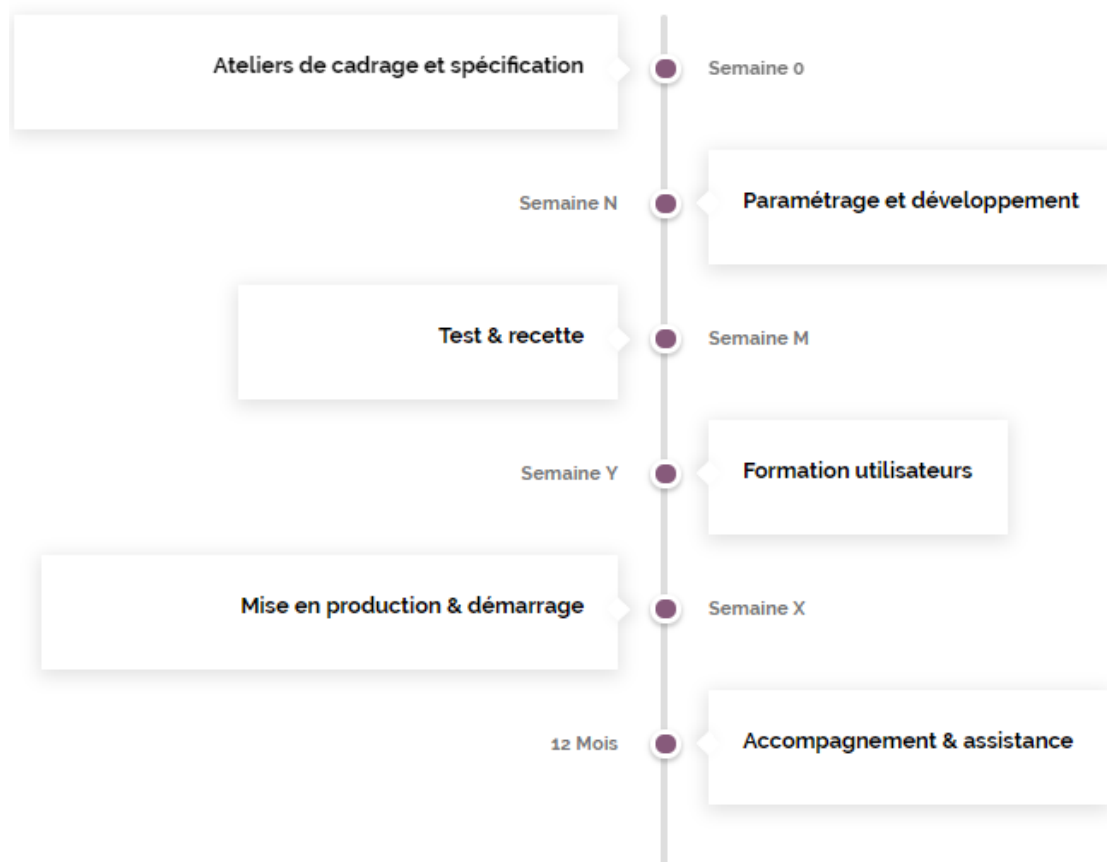 Ateliers de cadrage et spécification
Semaine 0
Semaine N
Paramétrage et développement
Test & recette
Semaine M
Semaine Y
Formation utilisateurs
Mise en production & démarrage
Semaine X
12 Mois
Accompagnement & assistance